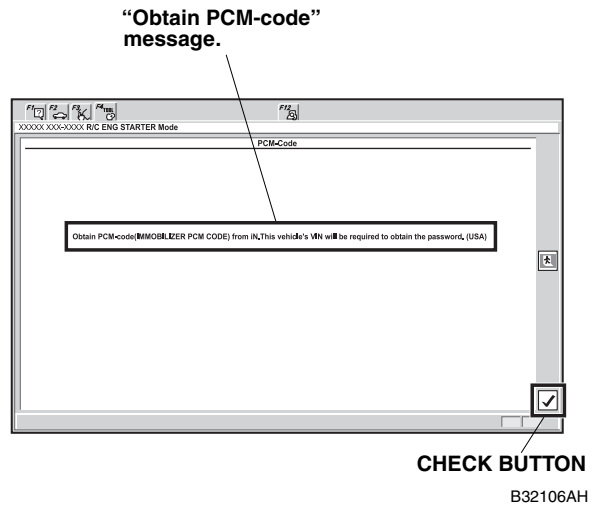 “Obtain PCM-code”
message.
F1 F2 F3 F4 TOOL F12
XXXXX XXX-XXXX R/C ENG STARTER Mode
PCM-Code
Obtain PCM-code(IMMOBILIZER PCM CODE) from iN.This vehicle's VIN will be required to obtain the password. (USA)
CHECK BUTTON
B32106AH